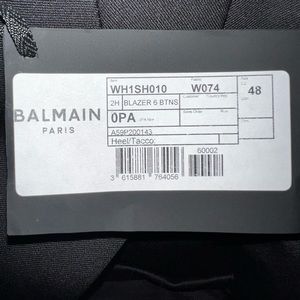 WH1SH010 W074 48
2H BLAZER 6 BTNS
BALMAIN
PARIS
0PA
A59P200143
Heel/Tacco:
60002
3 615881 764056